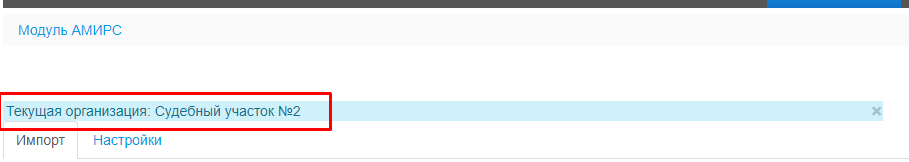 Модуль АМИРС
Текущая организация: Судебный участок №2
×
Импорт Настройки